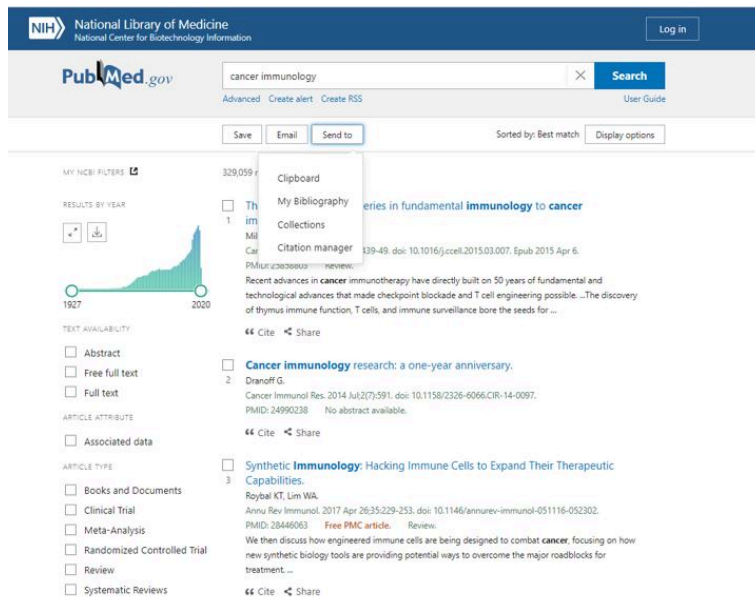 NIH National Library of Medicine
National Center for Biotechnology Information
Log in
PubMed.gov
cancer immunology
Search
Advanced Create alert Create RSS
User Guide
Save Email Send to
Sorted by: Best match Display options
MY NCBI FILTERS
329,059 r
Clipboard
My Bibliography
Collections
Citation manager
RESULTS BY YEAR
1927 2020
TEXT AVAILABILITY
Abstract
Free full text
Full text
ARTICLE ATTRIBUTE
Associated data
ARTICLE TYPE
Books and Documents
Clinical Trial
Meta-Analysis
Randomized Controlled Trial
Review
Systematic Reviews
1
Th eries in fundamental immunology to cancer
im
Mil
Car 439-49. doi: 10.1016/j.ccell.2015.03.007. Epub 2015 Apr 6.
PMID: 25858805 Review.
Recent advances in cancer immunotherapy have directly built on 50 years of fundamental and
technological advances that made checkpoint blockade and T cell engineering possible. ...The discovery
of thymus immune function, T cells, and immune surveillance bore the seeds for ...
Cite Share
2
Cancer immunology research: a one-year anniversary.
Dranoff G.
Cancer Immunol Res. 2014 Jul;2(7):591. doi: 10.1158/2326-6066.CIR-14-0097.
PMID: 24990238 No abstract available.
Cite Share
3
Synthetic Immunology: Hacking Immune Cells to Expand Their Therapeutic
Capabilities.
Roybal KT, Lim WA.
Annu Rev Immunol. 2017 Apr 26;35:229-253. doi: 10.1146/annurev-immunol-051116-052302.
PMID: 28446063 Free PMC article. Review.
We then discuss how engineered immune cells are being designed to combat cancer, focusing on how
new synthetic biology tools are providing potential ways to overcome the major roadblocks for
treatment. ...
Cite Share